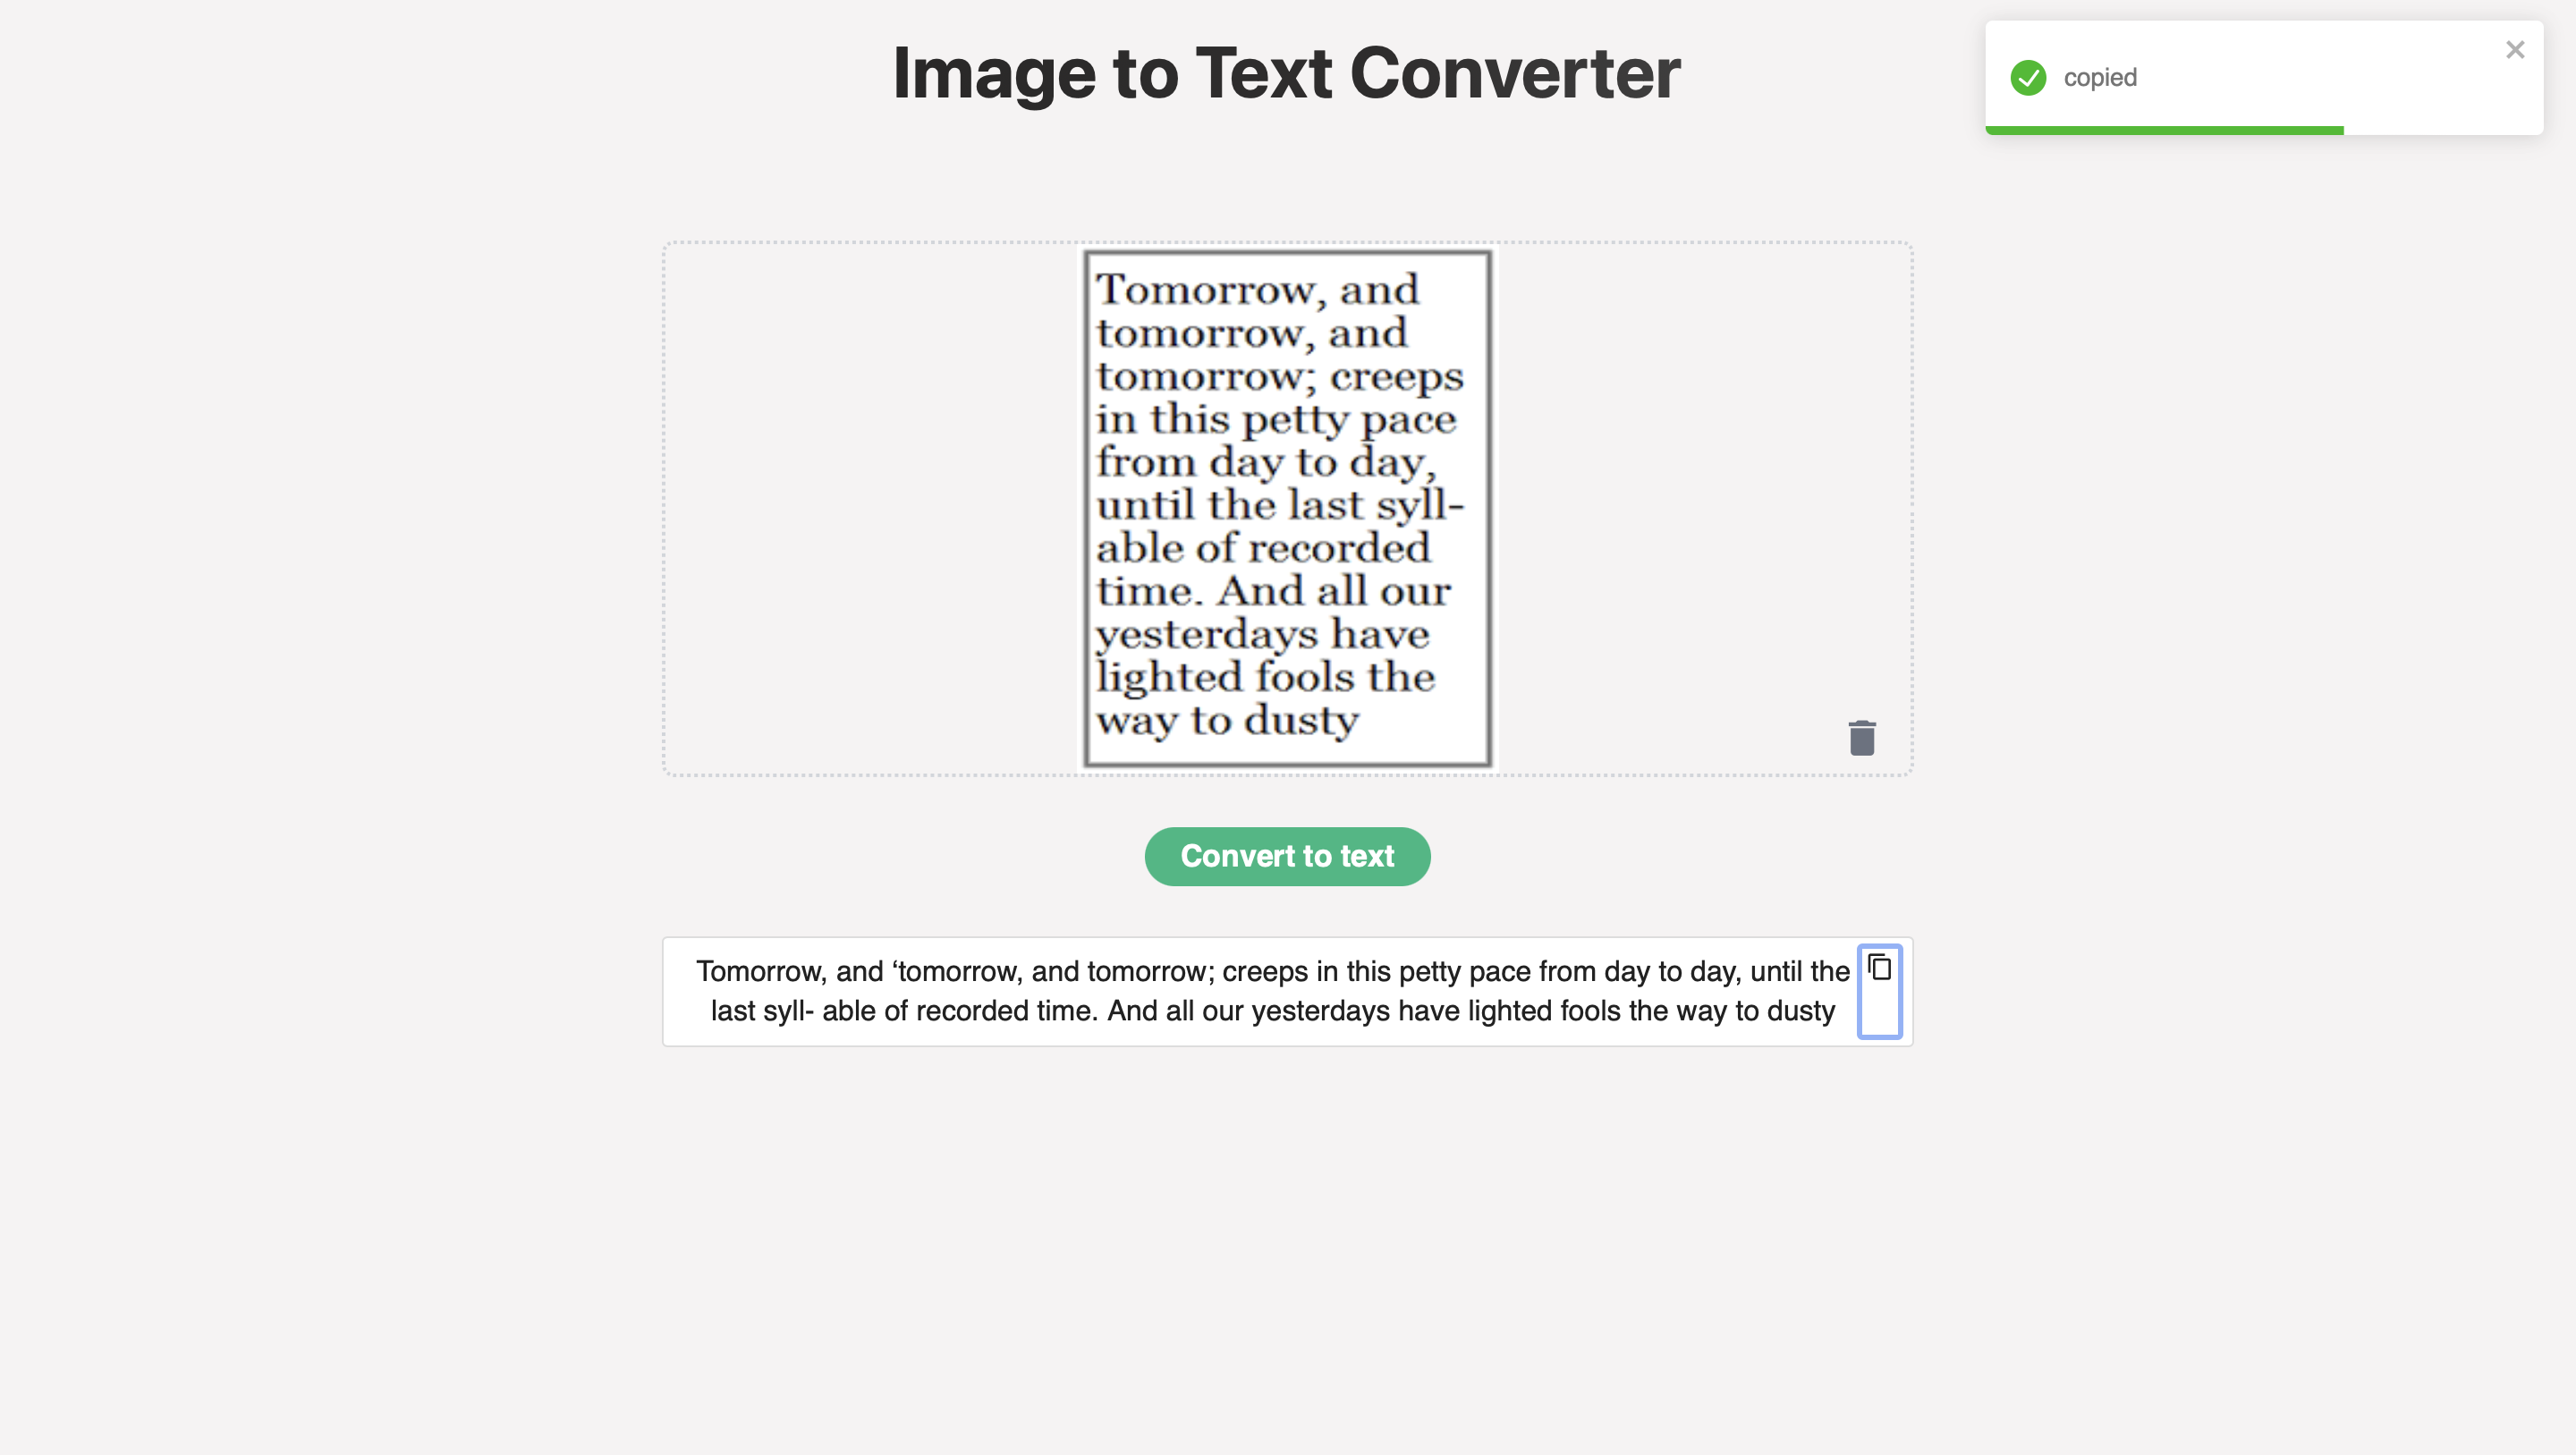 Image to Text Converter
copied
Tomorrow, and
tomorrow, and
tomorrow; creeps
in this petty pace
from day to day,
until the last syll-
able of recorded
time. And all our
yesterdays have
lighted fools the
way to dusty
Convert to text
Tomorrow, and ‘tomorrow, and tomorrow; creeps in this petty pace from day to day, until the
last syll- able of recorded time. And all our yesterdays have lighted fools the way to dusty